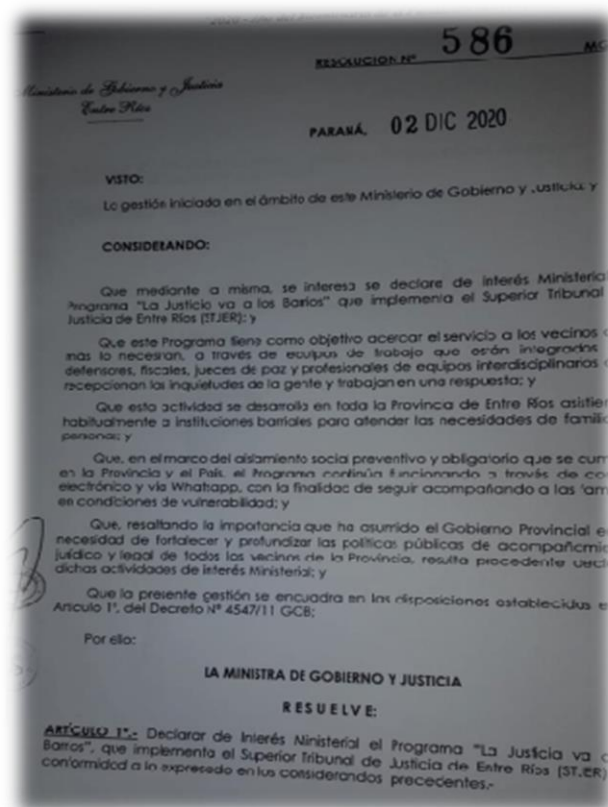 RESOLUCION Nº 586
Ministerio de Gobierno y Justicia
Entre Ríos
PARANÁ, 02 DIC 2020
VISTO:
La gestión iniciada en el ámbito de este Ministerio de Gobierno y Justicia; y
CONSIDERANDO:
Que mediante a misma, se interesa se declare de Interés Ministerial
Programa "La Justicia va a los Barrios" que implementa el Superior Tribunal
Justicia de Entre Ríos (STJER); y
Que este Programa tiene como objetivo acercar el servicio a los vecinos
más lo necesitan, a través de equipos de trabajo que están integrados
defensores, fiscales, jueces de paz y profesionales de equipos interdisciplinarios
recepcionan las inquietudes de la gente y trabajan en una respuesta; y
Que esta actividad se desarrolla en toda la Provincia de Entre Ríos
habitualmente a instituciones barriales para atender las necesidades de
personas; y
Que, en el marco del aislamiento social preventivo y obligatorio que se
en la Provincia y el País, el Programa continúa funcionando a través de
electrónico y vía Whatsapp, con la finalidad de seguir acompañando a las
en condiciones de vulnerabilidad; y
Que, resaltando la importancia que ha asumido el Gobierno Provincial
necesidad de fortalecer y profundizar las políticas públicas de
jurídico y legal de todos los vecinos de la Provincia, resulta procedente
dichas actividades de interés Ministerial; y
Que la presente gestión se encuadra en las disposiciones establecidas
Artículo 1º, del Decreto Nº 4547/11 GOB;
Por ello:
LA MINISTRA DE GOBIERNO Y JUSTICIA
RESUELVE:
ARTÍCULO 1º.- Declarar de Interés Ministerial el Programa "La Justicia va
Barrios", que implementa el Superior Tribunal de Justicia de Entre Ríos (STJER)
conformidad a lo expresado en los considerandos precedentes.-